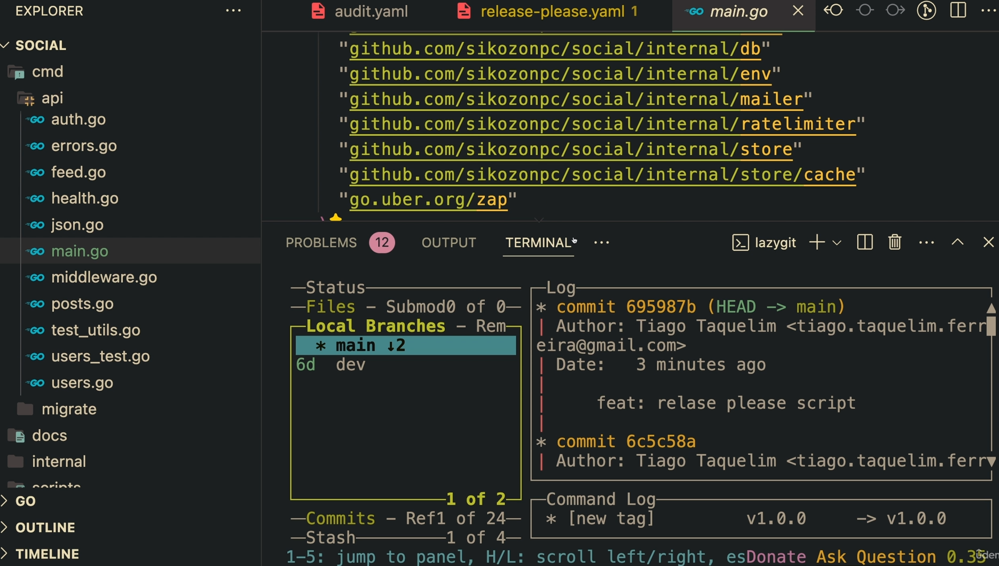 EXPLORER
SOCIAL
cmd
api
auth.go
errors.go
feed.go
health.go
json.go
main.go
middleware.go
posts.go
test_utils.go
users_test.go
users.go
migrate
docs
internal
scripts
GO
OUTLINE
TIMELINE
audit.yaml
release-please.yaml 1
main.go
"github.com/sikozonpc/social/internal/db"
"github.com/sikozonpc/social/internal/env"
"github.com/sikozonpc/social/internal/mailer"
"github.com/sikozonpc/social/internal/ratelimiter"
"github.com/sikozonpc/social/internal/store"
"github.com/sikozonpc/social/internal/store/cache"
"go.uber.org/zap"
)
PROBLEMS 12 OUTPUT TERMINAL
lazygit
Status
Files - Submod0 of 0
Local Branches - Rem
* main ↓2
6d dev
1 of 2
Commits - Ref1 of 24
Stash 1 of 4
Log
* commit 695987b (HEAD -> main)
| Author: Tiago Taquelim <tiago.taquelim.ferr
eira@gmail.com>
| Date: 3 minutes ago
|
| feat: relase please script
|
* commit 6c5c58a
| Author: Tiago Taquelim <tiago.taquelim.ferr
Command Log
* [new tag] v1.0.0 -> v1.0.0
1-5: jump to panel, H/L: scroll left/right, esDonate Ask Question 0.35